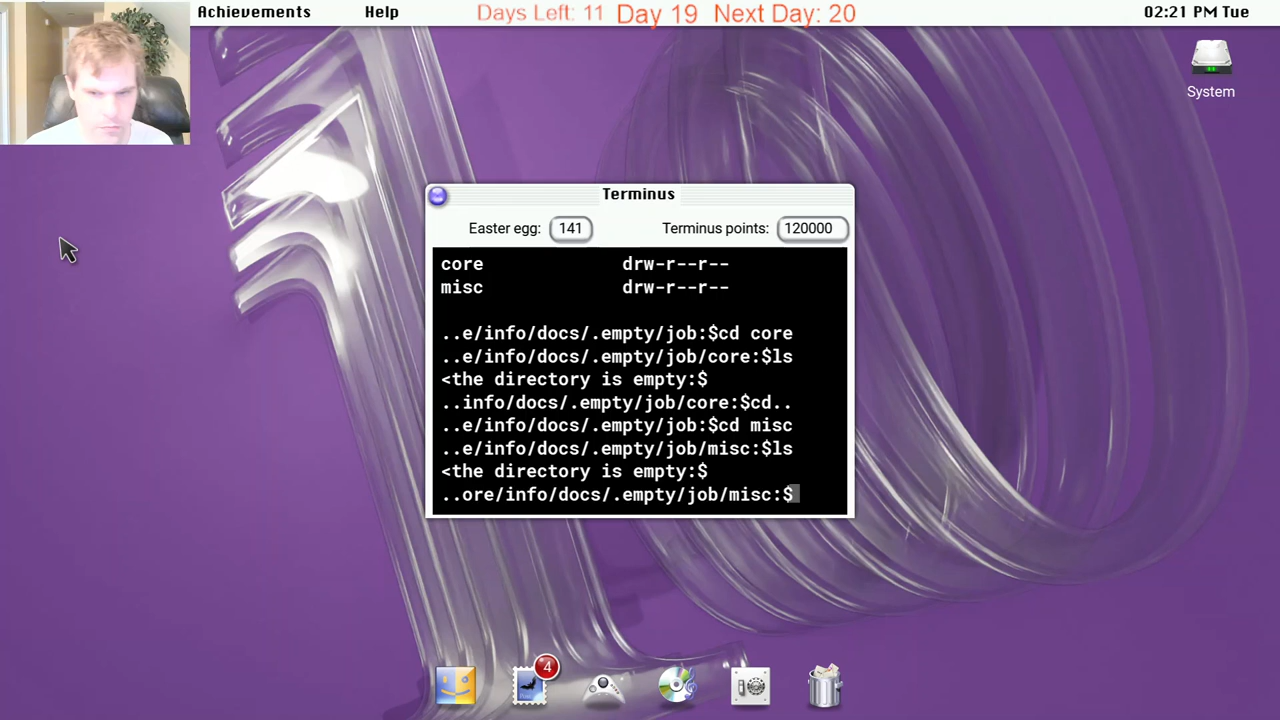 Achievements Help Days Left: 11 Day 19 Next Day: 20 02:21 PM Tue
System
Terminus
Easter egg: 141 Terminus points: 120000
core drw-r--r--
misc drw-r--r--
..e/info/docs/.empty/job:$cd core
..e/info/docs/.empty/job/core:$ls
<the directory is empty:$
..info/docs/.empty/job/core:$cd..
..e/info/docs/.empty/job:$cd misc
..e/info/docs/.empty/job/misc:$ls
<the directory is empty:$
..ore/info/docs/.empty/job/misc:$
4